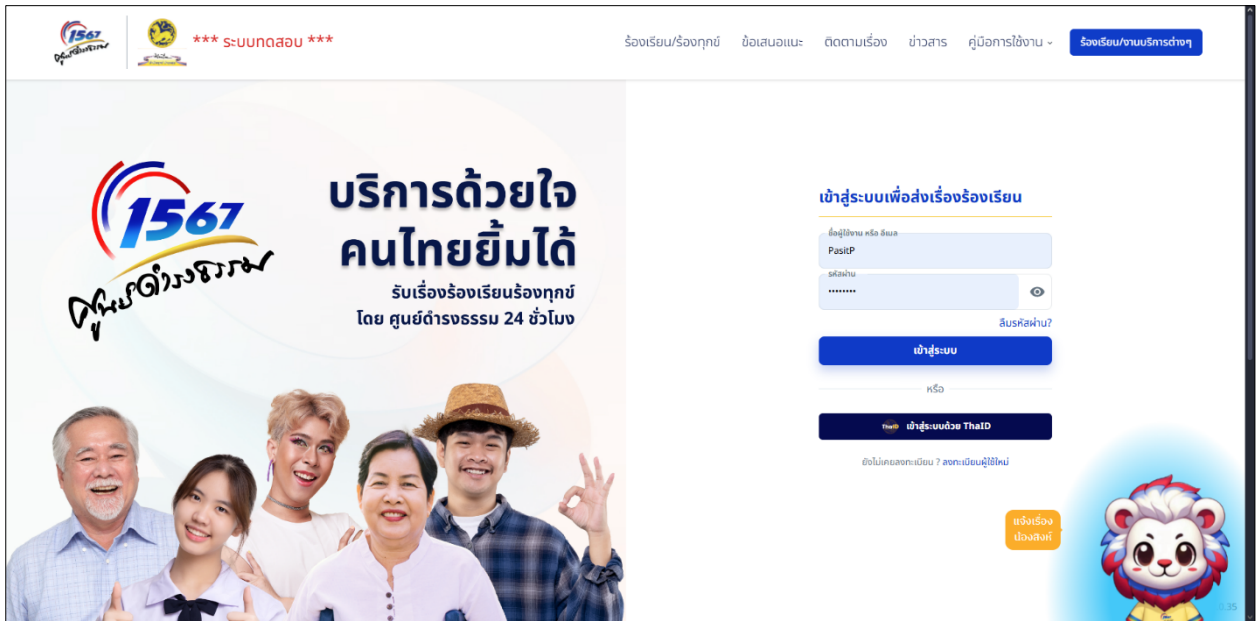 1567
ศูนย์ดำรงธรรม
*** ระบบทดสอบ ***
ร้องเรียน/ร้องทุกข์ ข้อเสนอแนะ ติดตามเรื่อง ข่าวสาร คู่มือการใช้งาน ร้องเรียน/งานบริการต่างๆ
1567
ศูนย์ดำรงธรรม
บริการด้วยใจ
คนไทยยิ้มได้
รับเรื่องร้องเรียนร้องทุกข์
โดย ศูนย์ดำรงธรรม 24 ชั่วโมง
เข้าสู่ระบบเพื่อส่งเรื่องร้องเรียน
ชื่อผู้ใช้งาน หรือ อีเมล
PasitP
รหัสผ่าน
••••••••
ลืมรหัสผ่าน?
เข้าสู่ระบบ
หรือ
ThaID เข้าสู่ระบบด้วย ThaID
ยังไม่เคยลงทะเบียน ? ลงทะเบียนผู้ใช้ใหม่
แจ้งเรื่อง
น้องสิงห์